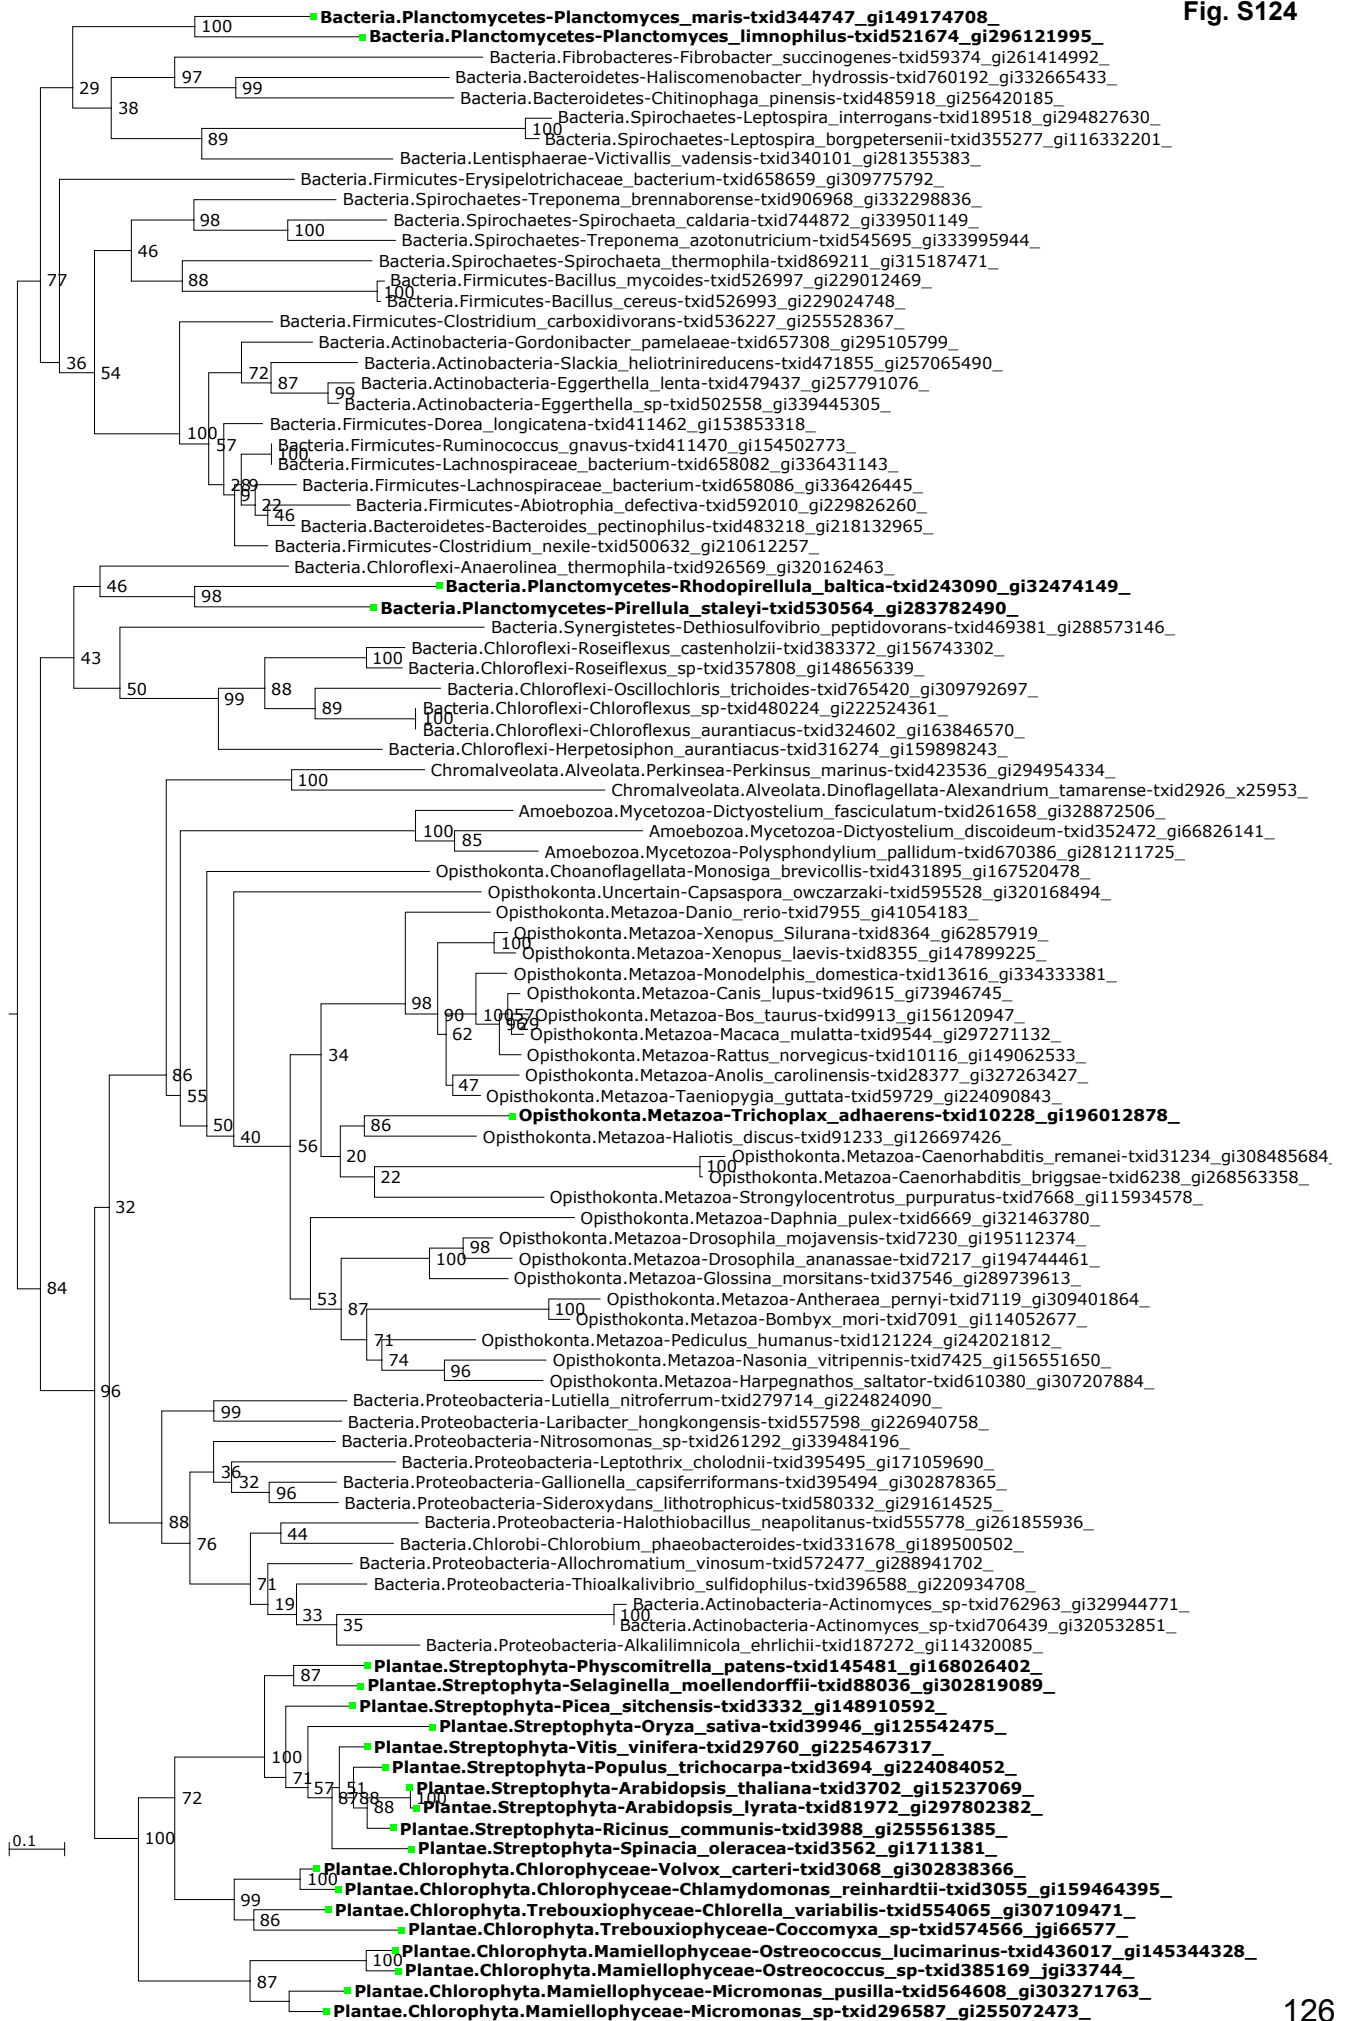 Fig. S124
100
Bacteria.Planctomycetes-Planctomyces_maris-txid344747_gi149174708_
Bacteria.Planctomycetes-Planctomyces_limnophilus-txid521674_gi296121995_
29
97
Bacteria.Fibrobacteres-Fibrobacter_succinogenes-txid59374_gi261414992_
99
Bacteria.Bacteroidetes-Haliscomenobacter_hydrossis-txid760192_gi332665433_
Bacteria.Bacteroidetes-Chitinophaga_pinensis-txid485918_gi256420185_
38
Bacteria.Spirochaetes-Leptospira_interrogans-txid189518_gi294827630_
89
100
Bacteria.Spirochaetes-Leptospira_borgpetersenii-txid355277_gi116332201_
Bacteria.Lentisphaerae-Victivallis_vadensis-txid340101_gi281355383_
Bacteria.Firmicutes-Erysipelotrichaceae_bacterium-txid658659_gi309775792_
Bacteria.Spirochaetes-Treponema_brennaborense-txid906968_gi332298836_
98
Bacteria.Spirochaetes-Spirochaeta_caldaria-txid744872_gi339501149_
100
Bacteria.Spirochaetes-Treponema_azotonutricium-txid545695_gi333995944_
46
Bacteria.Spirochaetes-Spirochaeta_thermophila-txid869211_gi315187471_
77
88
Bacteria.Firmicutes-Bacillus_mycoides-txid526997_gi229012469_
100
Bacteria.Firmicutes-Bacillus_cereus-txid526993_gi229024748_
Bacteria.Firmicutes-Clostridium_carboxidivorans-txid536227_gi255528367_
Bacteria.Actinobacteria-Gordonibacter_pamelaeae-txid657308_gi295105799_
36
54
72
Bacteria.Actinobacteria-Slackia_heliotrinireducens-txid471855_gi257065490_
87
Bacteria.Actinobacteria-Eggerthella_lenta-txid479437_gi257791076_
99
Bacteria.Actinobacteria-Eggerthella_sp-txid502558_gi339445305_
100
Bacteria.Firmicutes-Dorea_longicatena-txid411462_gi153853318_
57
Bacteria.Firmicutes-Ruminococcus_gnavus-txid411470_gi154502773_
100
Bacteria.Firmicutes-Lachnospiraceae_bacterium-txid658082_gi336431143_
Bacteria.Firmicutes-Lachnospiraceae_bacterium-txid658086_gi336426445_
9
22
Bacteria.Firmicutes-Abiotrophia_defectiva-txid592010_gi229826260_
46
Bacteria.Bacteroidetes-Bacteroides_pectinophilus-txid483218_gi218132965_
Bacteria.Firmicutes-Clostridium_nexile-txid500632_gi210612257_
Bacteria.Chloroflexi-Anaerolinea_thermophila-txid926569_gi320162463_
46
Bacteria.Planctomycetes-Rhodopirellula_baltica-txid243090_gi32474149_
98
Bacteria.Planctomycetes-Pirellula_staleyi-txid530564_gi283782490_
Bacteria.Synergistetes-Dethiosulfovibrio_peptidovorans-txid469381_gi288573146_
43
Bacteria.Chloroflexi-Roseiflexus_castenholzii-txid383372_gi156743302_
100
Bacteria.Chloroflexi-Roseiflexus_sp-txid357808_gi148656339_
50
99
88
Bacteria.Chloroflexi-Oscillochloris_trichoides-txid765420_gi309792697_
89
Bacteria.Chloroflexi-Chloroflexus_sp-txid480224_gi222524361_
100
Bacteria.Chloroflexi-Chloroflexus_aurantiacus-txid324602_gi163846570_
Bacteria.Chloroflexi-Herpetosiphon_aurantiacus-txid316274_gi159898243_
Chromalveolata.Alveolata.Perkinsea-Perkinsus_marinus-txid423536_gi294954334_
100
Chromalveolata.Alveolata.Dinoflagellata-Alexandrium_tamarense-txid2926_x25953_
Amoebozoa.Mycetozoa-Dictyostelium_fasciculatum-txid261658_gi328872506_
100
Amoebozoa.Mycetozoa-Dictyostelium_discoideum-txid352472_gi66826141_
85
Amoebozoa.Mycetozoa-Polysphondylium_pallidum-txid670386_gi281211725_
Opisthokonta.Choanoflagellata-Monosiga_brevicollis-txid431895_gi167520478_
Opisthokonta.Uncertain-Capsaspora_owczarzaki-txid595528_gi320168494_
Opisthokonta.Metazoa-Danio_rerio-txid7955_gi41054183_
Opisthokonta.Metazoa-Xenopus_Silurana-txid8364_gi62857919_
100
Opisthokonta.Metazoa-Xenopus_laevis-txid8355_gi147899225_
Opisthokonta.Metazoa-Monodelphis_domestica-txid13616_gi334333381_
Opisthokonta.Metazoa-Canis_lupus-txid9615_gi73946745_
98
90
100
57
Opisthokonta.Metazoa-Bos_taurus-txid9913_gi156120947_
96
29
62
Opisthokonta.Metazoa-Macaca_mulatta-txid9544_gi297271132_
34
Opisthokonta.Metazoa-Rattus_norvegicus-txid10116_gi149062533_
86
Opisthokonta.Metazoa-Anolis_carolinensis-txid28377_gi327263427_
47
55
Opisthokonta.Metazoa-Taeniopygia_guttata-txid59729_gi224090843_
Opisthokonta.Metazoa-Trichoplax_adhaerens-txid10228_gi196012878_
50
86
40
Opisthokonta.Metazoa-Haliotis_discus-txid91233_gi126697426_
56
20
Opisthokonta.Metazoa-Caenorhabditis_remanei-txid31234_gi308485684_
22
100
Opisthokonta.Metazoa-Caenorhabditis_briggsae-txid6238_gi268563358_
Opisthokonta.Metazoa-Strongylocentrotus_purpuratus-txid7668_gi115934578_
32
Opisthokonta.Metazoa-Daphnia_pulex-txid6669_gi321463780_
Opisthokonta.Metazoa-Drosophila_mojavensis-txid7230_gi195112374_
98
100
Opisthokonta.Metazoa-Drosophila_ananassae-txid7217_gi194744461_
Opisthokonta.Metazoa-Glossina_morsitans-txid37546_gi289739613_
84
53
87
Opisthokonta.Metazoa-Antheraea_pernyi-txid7119_gi309401864_
100
Opisthokonta.Metazoa-Bombyx_mori-txid7091_gi114052677_
71
Opisthokonta.Metazoa-Pediculus_humanus-txid121224_gi242021812_
74
Opisthokonta.Metazoa-Nasonia_vitripennis-txid7425_gi156551650_
96
Opisthokonta.Metazoa-Harpegnathos_saltator-txid610380_gi307207884_
96
Bacteria.Proteobacteria-Lutiella_nitroferrum-txid279714_gi224824090_
99
Bacteria.Proteobacteria-Laribacter_hongkongensis-txid557598_gi226940758_
Bacteria.Proteobacteria-Nitrosomonas_sp-txid261292_gi339484196_
36
Bacteria.Proteobacteria-Leptothrix_cholodnii-txid395495_gi171059690_
32
Bacteria.Proteobacteria-Gallionella_capsiferriformans-txid395494_gi302878365_
96
Bacteria.Proteobacteria-Sideroxydans_lithotrophicus-txid580332_gi291614525_
88
Bacteria.Proteobacteria-Halothiobacillus_neapolitanus-txid555778_gi261855936_
44
76
Bacteria.Chlorobi-Chlorobium_phaeobacteroides-txid331678_gi189500502_
Bacteria.Proteobacteria-Allochromatium_vinosum-txid572477_gi288941702_
71
Bacteria.Proteobacteria-Thioalkalivibrio_sulfidophilus-txid396588_gi220934708_
19
Bacteria.Actinobacteria-Actinomyces_sp-txid762963_gi329944771_
33
100
35
Bacteria.Actinobacteria-Actinomyces_sp-txid706439_gi320532851_
Bacteria.Proteobacteria-Alkalilimnicola_ehrlichii-txid187272_gi114320085_
Plantae.Streptophyta-Physcomitrella_patens-txid145481_gi168026402_
87
Plantae.Streptophyta-Selaginella_moellendorffii-txid88036_gi302819089_
Plantae.Streptophyta-Picea_sitchensis-txid3332_gi148910592_
Plantae.Streptophyta-Oryza_sativa-txid39946_gi125542475_
Plantae.Streptophyta-Vitis_vinifera-txid29760_gi225467317_
100
Plantae.Streptophyta-Populus_trichocarpa-txid3694_gi224084052_
71
57
51
Plantae.Streptophyta-Arabidopsis_thaliana-txid3702_gi15237069_
72
87
88
100
88
Plantae.Streptophyta-Arabidopsis_lyrata-txid81972_gi297802382_
Plantae.Streptophyta-Ricinus_communis-txid3988_gi255561385_
100
0.1
Plantae.Streptophyta-Spinacia_oleracea-txid3562_gi1711381_
Plantae.Chlorophyta.Chlorophyceae-Volvox_carteri-txid3068_gi302838366_
100
Plantae.Chlorophyta.Chlorophyceae-Chlamydomonas_reinhardtii-txid3055_gi159464395_
99
Plantae.Chlorophyta.Trebouxiophyceae-Chlorella_variabilis-txid554065_gi307109471_
86
Plantae.Chlorophyta.Trebouxiophyceae-Coccomyxa_sp-txid574566_jgi66577_
Plantae.Chlorophyta.Mamiellophyceae-Ostreococcus_lucimarinus-txid436017_gi145344328_
100
Plantae.Chlorophyta.Mamiellophyceae-Ostreococcus_sp-txid385169_jgi33744_
87
Plantae.Chlorophyta.Mamiellophyceae-Micromonas_pusilla-txid564608_gi303271763_
Plantae.Chlorophyta.Mamiellophyceae-Micromonas_sp-txid296587_gi255072473_
126